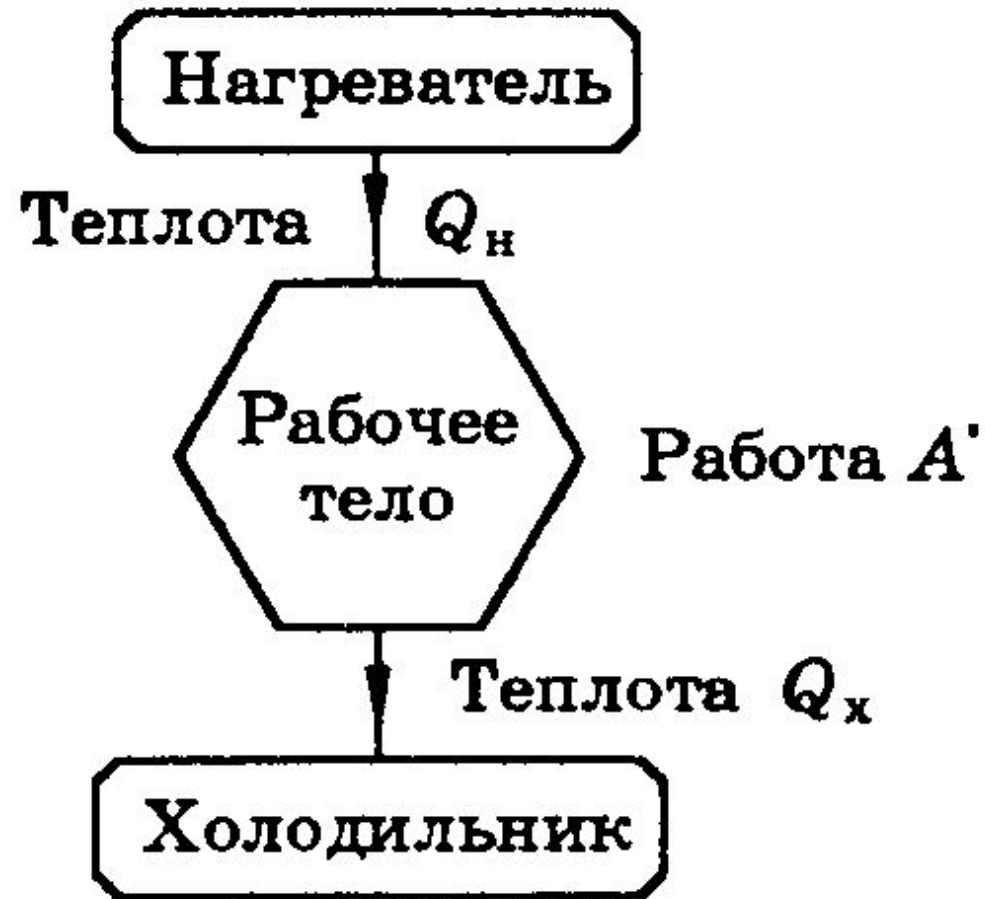 Нагреватель
Теплота Qн
Рабочее
тело
Работа A'
Теплота Qх
Холодильник